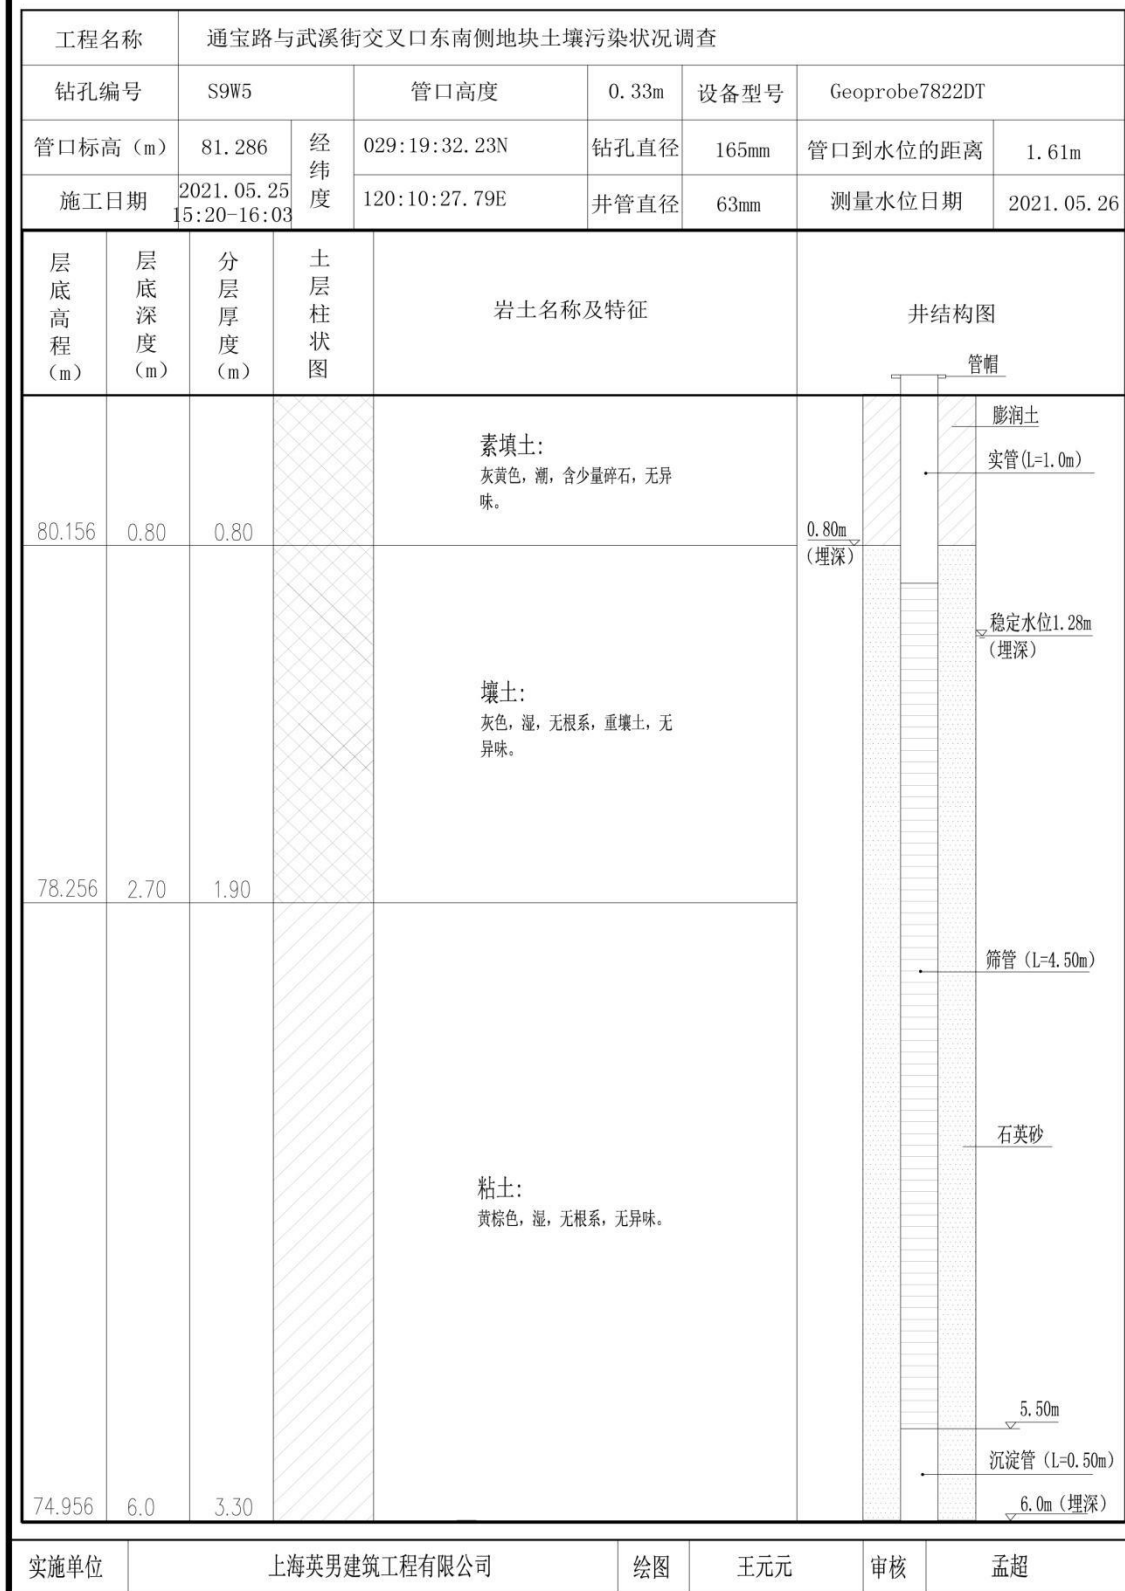 工程名称 通宝路与武溪街交叉口东南侧地块土壤污染状况调查
钻孔编号 S9W5 管口高度 0.33m 设备型号 Geoprobe7822DT
管口标高（m） 81.286 经纬度 029:19:32.23N 钻孔直径 165mm 管口到水位的距离 1.61m
施工日期 2021.05.25 15:20-16:03 120:10:27.79E 井管直径 63mm 测量水位日期 2021.05.26
层底高程（m） 层底深度（m） 分层厚度（m） 土层柱状图 岩土名称及特征 井结构图
管帽
膨润土
实管(L=1.0m)
素填土：
灰黄色，潮，含少量碎石，无异
味。
80.156 0.80 0.80
0.80m
（埋深）
稳定水位1.28m
（埋深）
壤土：
灰色，湿，无根系，重壤土，无
异味。
78.256 2.70 1.90
筛管（L=4.50m）
石英砂
粘土：
黄棕色，湿，无根系，无异味。
5.50m
沉淀管（L=0.50m）
74.956 6.0 3.30
6.0m（埋深）
实施单位 上海英男建筑工程有限公司 绘图 王元元 审核 孟超